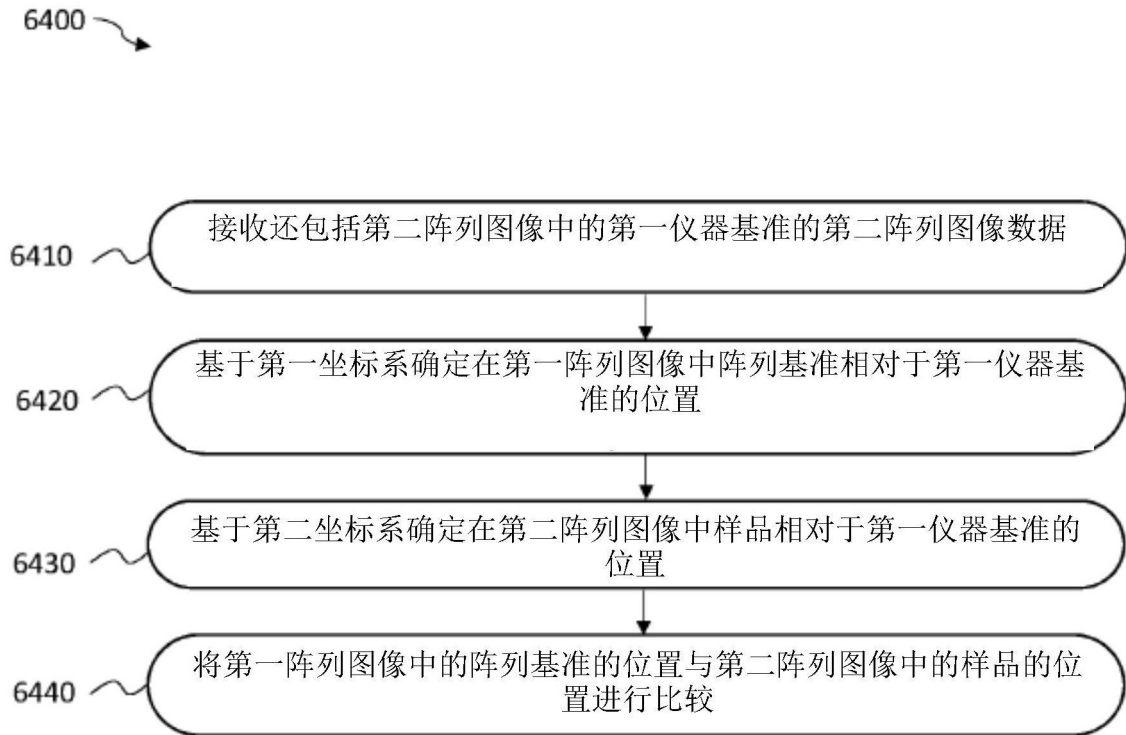 6400
接收还包括第二阵列图像中的第一仪器基准的第二阵列图像数据
6410
基于第一坐标系确定在第一阵列图像中阵列基准相对于第一仪器基
准的位置
6420
基于第二坐标系确定在第二阵列图像中样品相对于第一仪器基准的
位置
6430
将第一阵列图像中的阵列基准的位置与第二阵列图像中的样品的位
置进行比较
6440